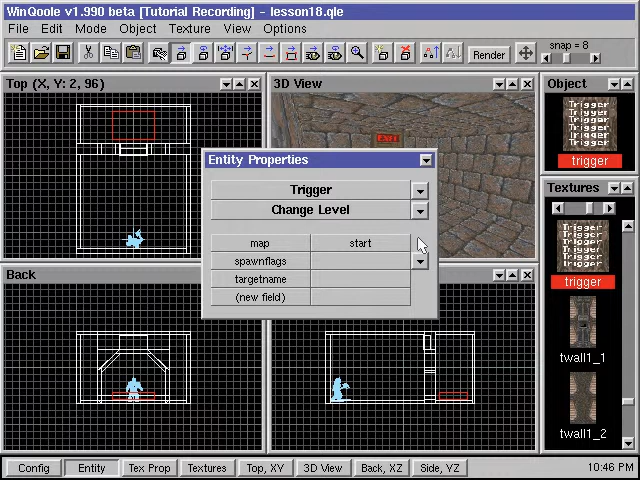 WinQoole v1.990 beta [Tutorial Recording] - lesson18.qle
File Edit Mode Object Texture View Options
Render
snap = 8
Top (X, Y: 2, 96)
3D View
Object
EXIT
Trigger
Trigger
Trigger
Trigger
trigger
Entity Properties
Trigger
Change Level
map start
spawnflags
targetname
(new field)
Textures
Trigger
Trigger
Trigger
Trigger
trigger
twall1_1
twall1_2
Back
Config Entity Tex Prop Textures Top, XY 3D View Back, XZ Side, YZ 10:46 PM